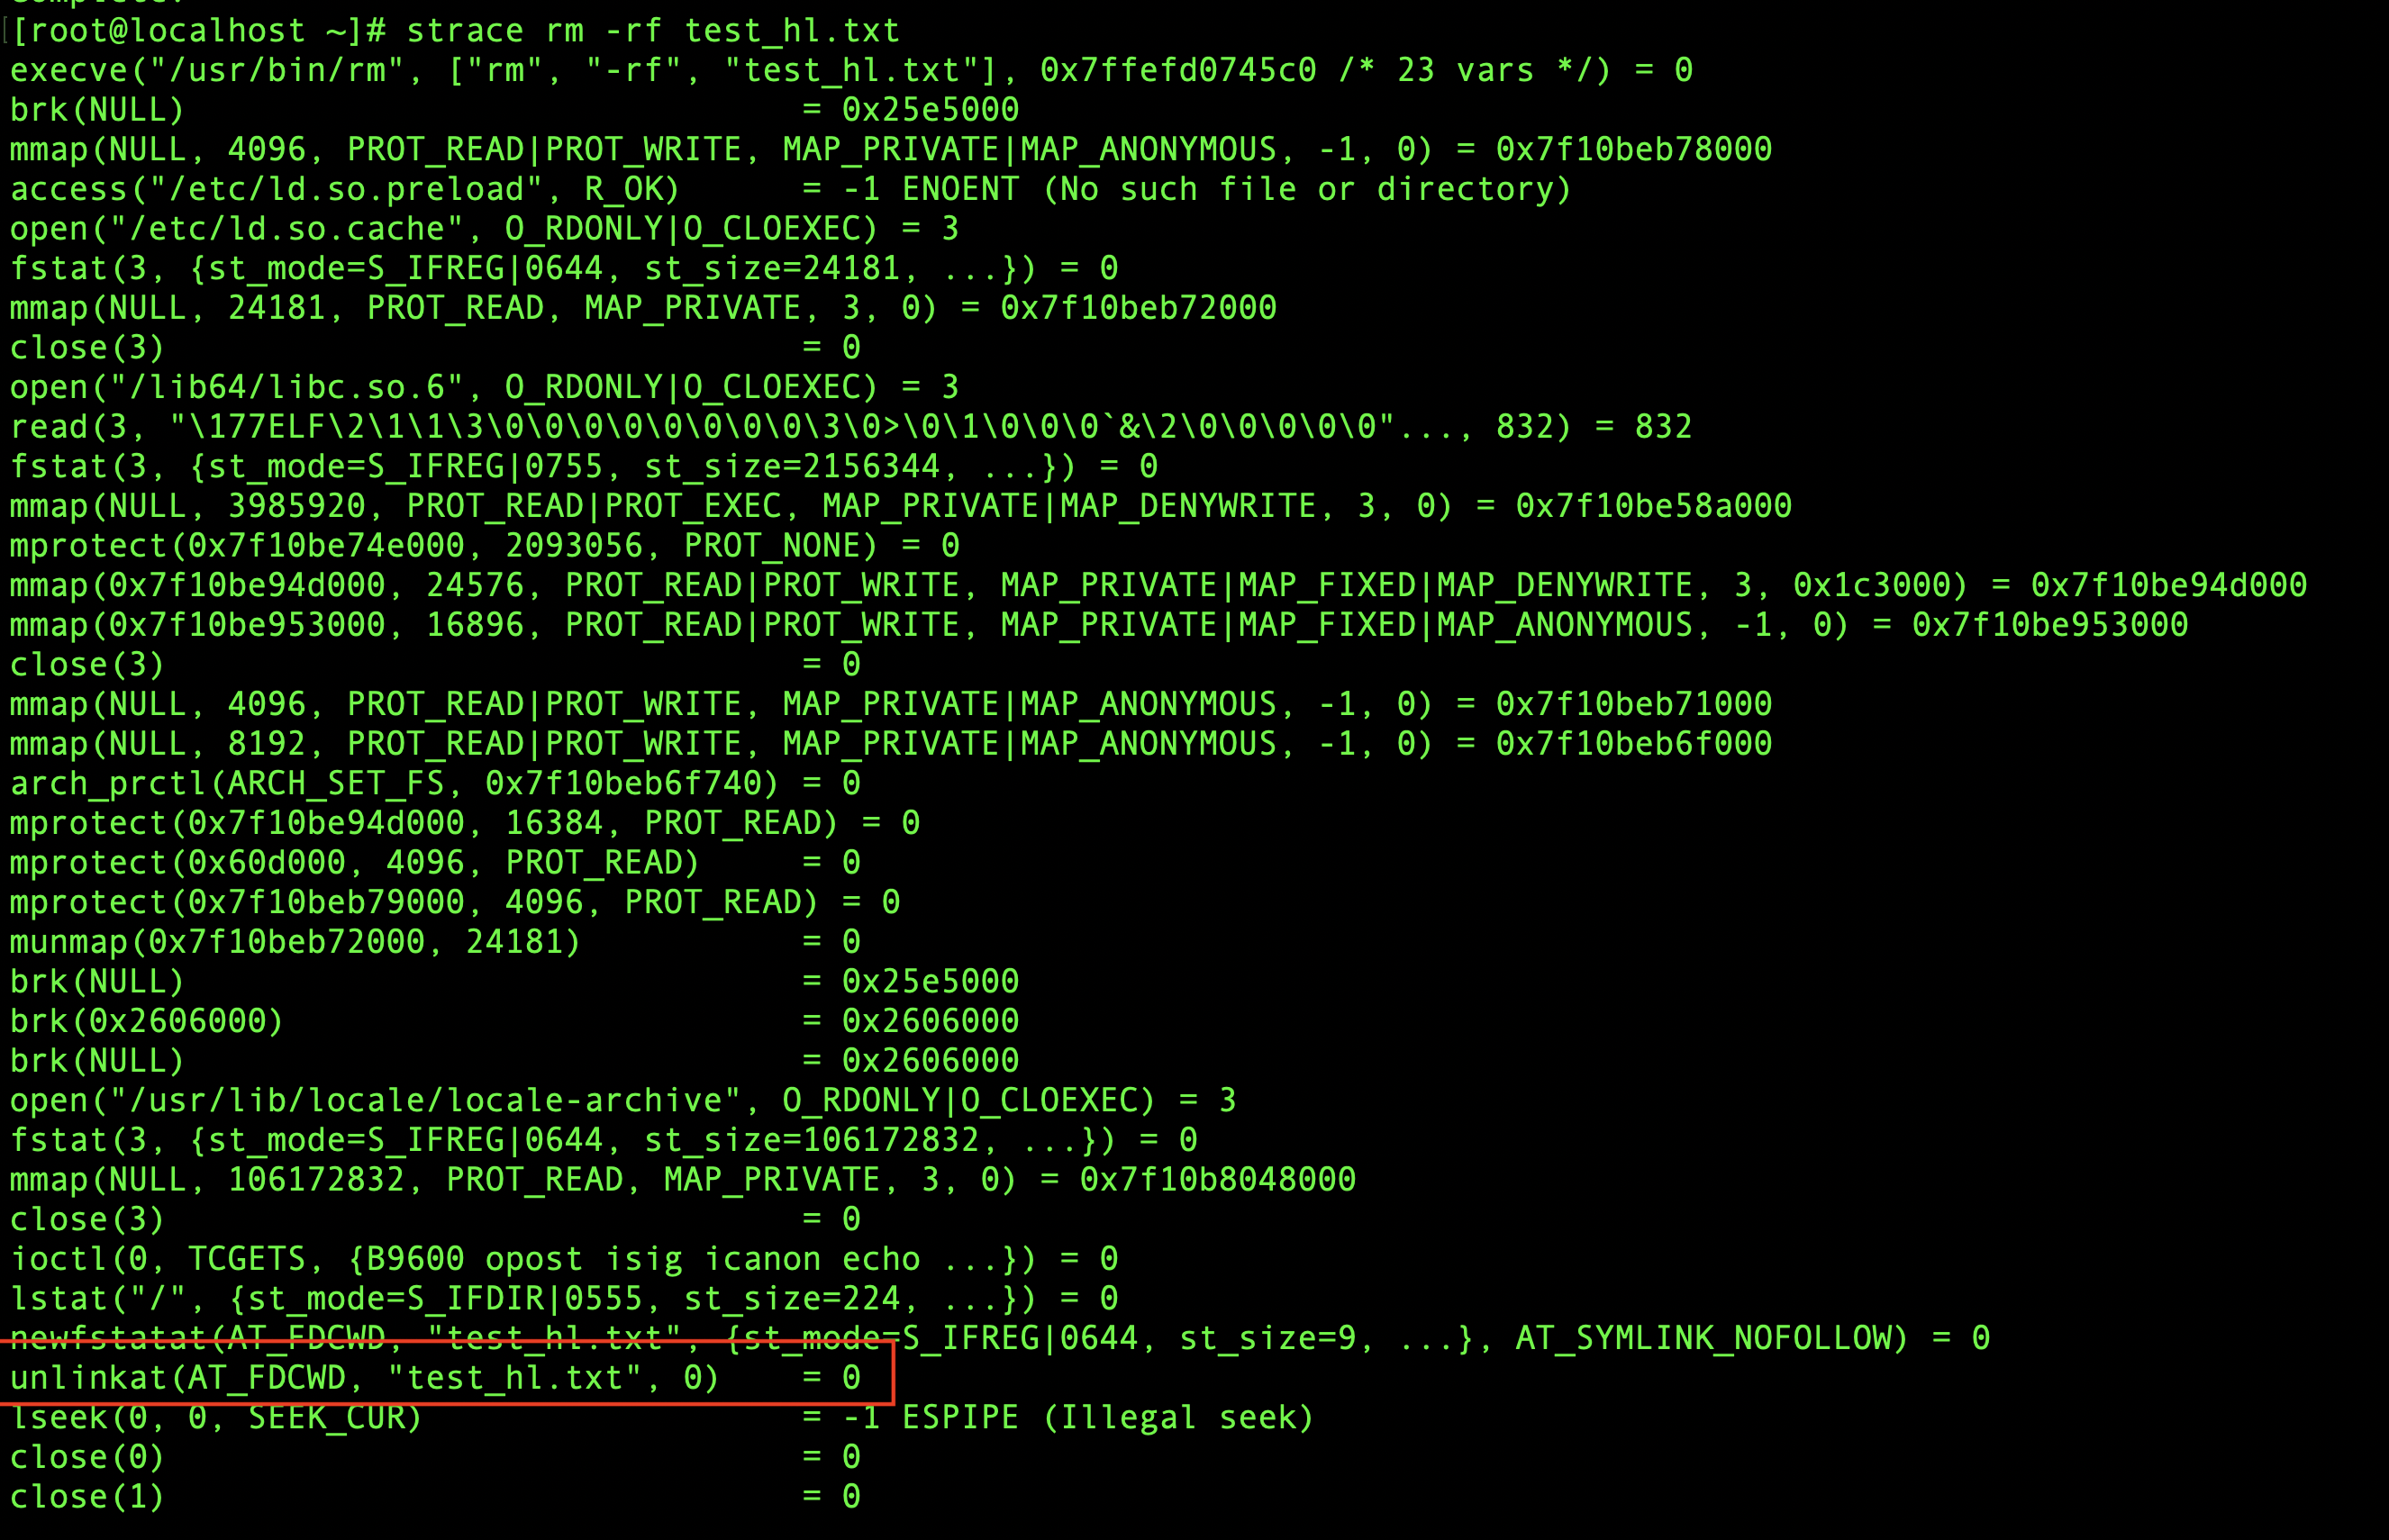 complete.
[root@localhost ~]# strace rm -rf test_hl.txt
execve("/usr/bin/rm", ["rm", "-rf", "test_hl.txt"], 0x7ffefd0745c0 /* 23 vars */) = 0
brk(NULL)                               = 0x25e5000
mmap(NULL, 4096, PROT_READ|PROT_WRITE, MAP_PRIVATE|MAP_ANONYMOUS, -1, 0) = 0x7f10beb78000
access("/etc/ld.so.preload", R_OK)      = -1 ENOENT (No such file or directory)
open("/etc/ld.so.cache", O_RDONLY|O_CLOEXEC) = 3
fstat(3, {st_mode=S_IFREG|0644, st_size=24181, ...}) = 0
mmap(NULL, 24181, PROT_READ, MAP_PRIVATE, 3, 0) = 0x7f10beb72000
close(3)                                = 0
open("/lib64/libc.so.6", O_RDONLY|O_CLOEXEC) = 3
read(3, "\177ELF\2\1\1\3\0\0\0\0\0\0\0\0\3\0>\0\1\0\0\0`&\2\0\0\0\0\0"..., 832) = 832
fstat(3, {st_mode=S_IFREG|0755, st_size=2156344, ...}) = 0
mmap(NULL, 3985920, PROT_READ|PROT_EXEC, MAP_PRIVATE|MAP_DENYWRITE, 3, 0) = 0x7f10be58a000
mprotect(0x7f10be74e000, 2093056, PROT_NONE) = 0
mmap(0x7f10be94d000, 24576, PROT_READ|PROT_WRITE, MAP_PRIVATE|MAP_FIXED|MAP_DENYWRITE, 3, 0x1c3000) = 0x7f10be94d000
mmap(0x7f10be953000, 16896, PROT_READ|PROT_WRITE, MAP_PRIVATE|MAP_FIXED|MAP_ANONYMOUS, -1, 0) = 0x7f10be953000
close(3)                                = 0
mmap(NULL, 4096, PROT_READ|PROT_WRITE, MAP_PRIVATE|MAP_ANONYMOUS, -1, 0) = 0x7f10beb71000
mmap(NULL, 8192, PROT_READ|PROT_WRITE, MAP_PRIVATE|MAP_ANONYMOUS, -1, 0) = 0x7f10beb6f000
arch_prctl(ARCH_SET_FS, 0x7f10beb6f740) = 0
mprotect(0x7f10be94d000, 16384, PROT_READ) = 0
mprotect(0x60d000, 4096, PROT_READ)     = 0
mprotect(0x7f10beb79000, 4096, PROT_READ) = 0
munmap(0x7f10beb72000, 24181)           = 0
brk(NULL)                               = 0x25e5000
brk(0x2606000)                          = 0x2606000
brk(NULL)                               = 0x2606000
open("/usr/lib/locale/locale-archive", O_RDONLY|O_CLOEXEC) = 3
fstat(3, {st_mode=S_IFREG|0644, st_size=106172832, ...}) = 0
mmap(NULL, 106172832, PROT_READ, MAP_PRIVATE, 3, 0) = 0x7f10b8048000
close(3)                                = 0
ioctl(0, TCGETS, {B9600 opost isig icanon echo ...}) = 0
lstat("/", {st_mode=S_IFDIR|0555, st_size=224, ...}) = 0
newfstatat(AT_FDCWD, "test_hl.txt", {st_mode=S_IFREG|0644, st_size=9, ...}, AT_SYMLINK_NOFOLLOW) = 0
unlinkat(AT_FDCWD, "test_hl.txt", 0)    = 0
lseek(0, 0, SEEK_CUR)                   = -1 ESPIPE (Illegal seek)
close(0)                                = 0
close(1)                                = 0